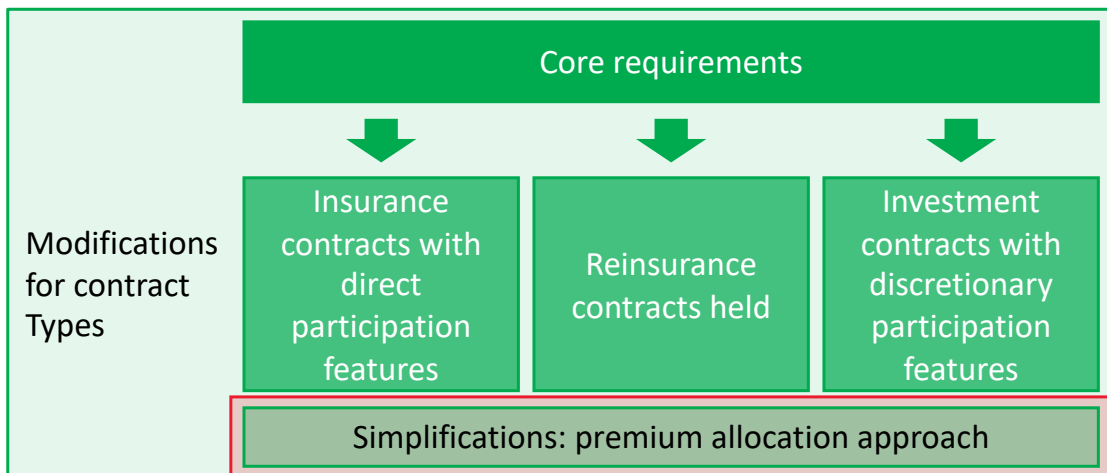 Core requirements
Modifications
for contract
Types
Insurance
contracts with
direct
participation
features
Reinsurance
contracts held
Investment
contracts with
discretionary
participation
features
Simplifications: premium allocation approach